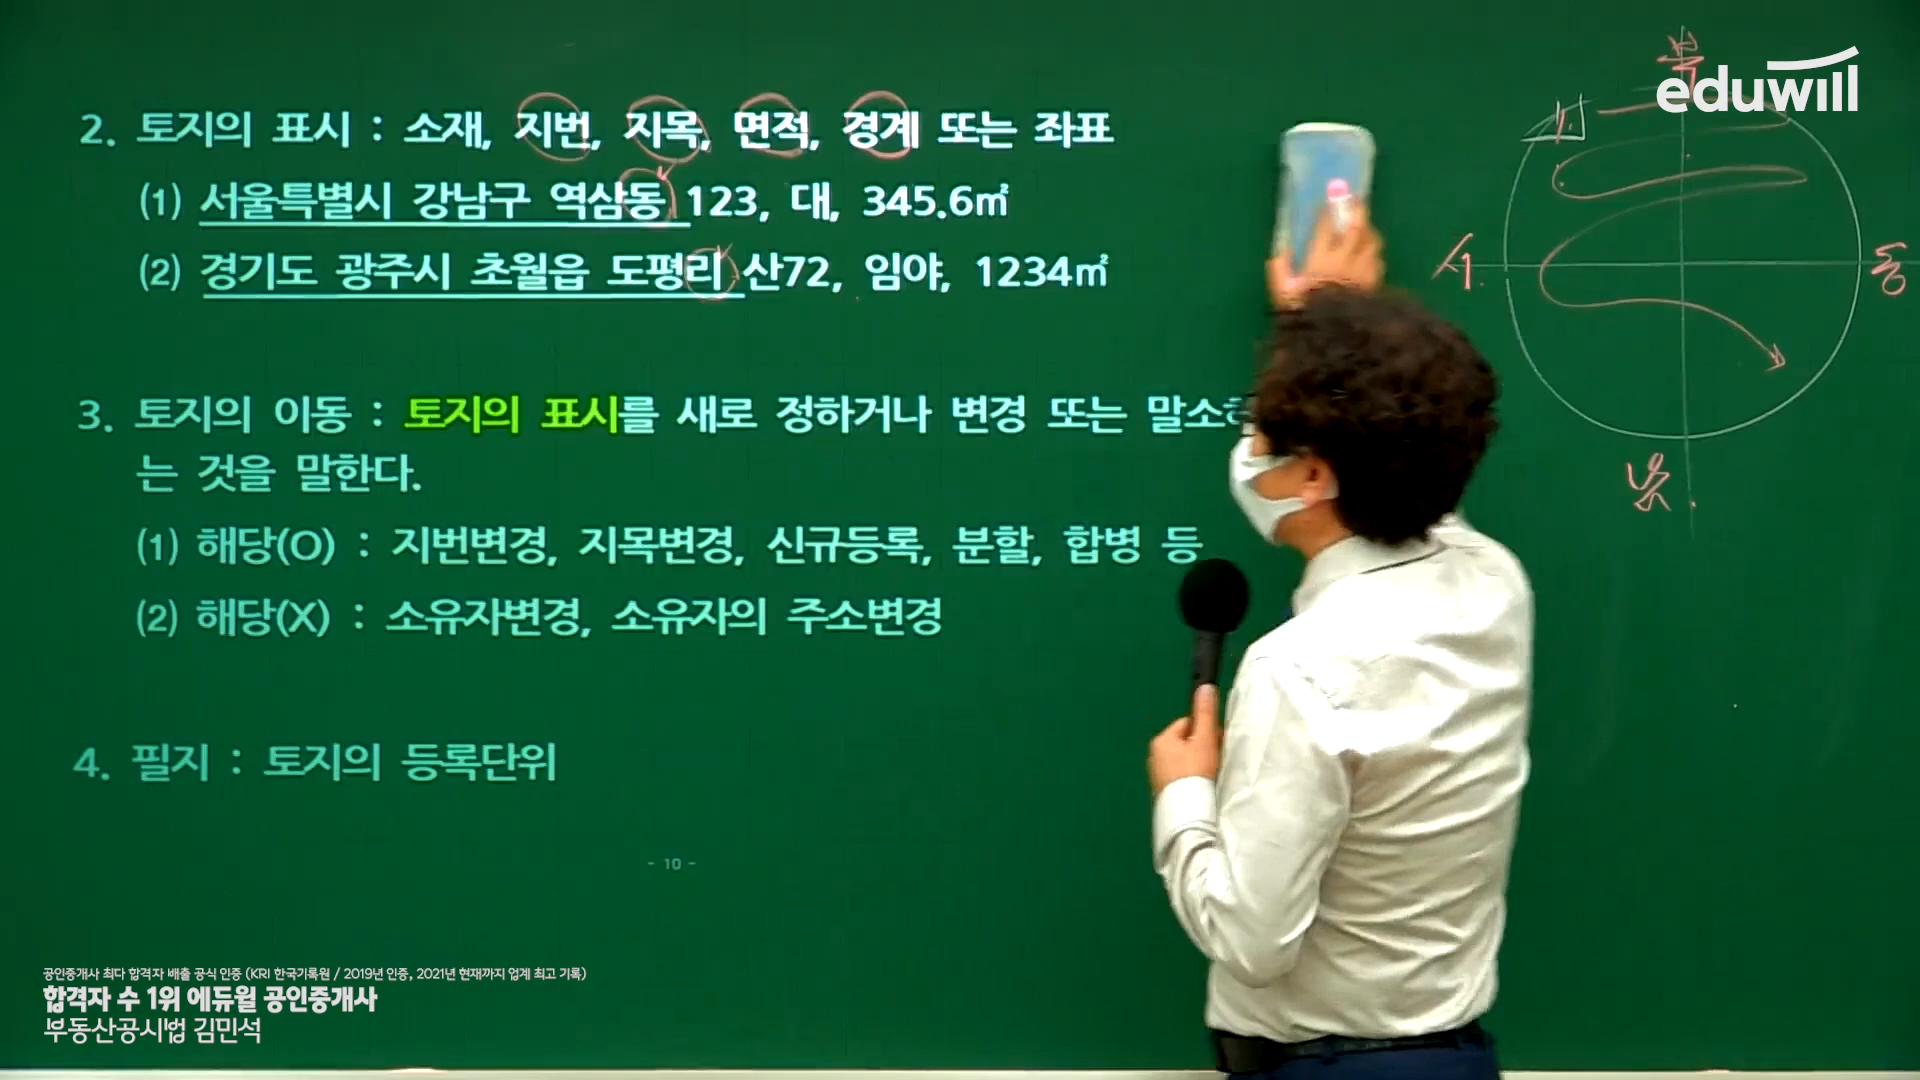 2. 토지의 표시 : 소재, 지번, 지목, 면적, 경계 또는 좌표
(1) 서울특별시 강남구 역삼동 123, 대, 345.6㎡
(2) 경기도 광주시 초월읍 도평리 산72, 임야, 1234㎡
3. 토지의 이동 : 토지의 표시를 새로 정하거나 변경 또는 말소하
는 것을 말한다.
(1) 해당(O) : 지번변경, 지목변경, 신규등록, 분할, 합병 등
(2) 해당(X) : 소유자변경, 소유자의 주소변경
4. 필지 : 토지의 등록단위
- 10 -
eduwill
북
서
동
남
공인중개사 최다 합격자 배출 공식 인증 (KRI 한국기록원 / 2019년 인증, 2021년 현재까지 업계 최고 기록)
합격자 수 1위 에듀윌 공인중개사
부동산공시법 김민석